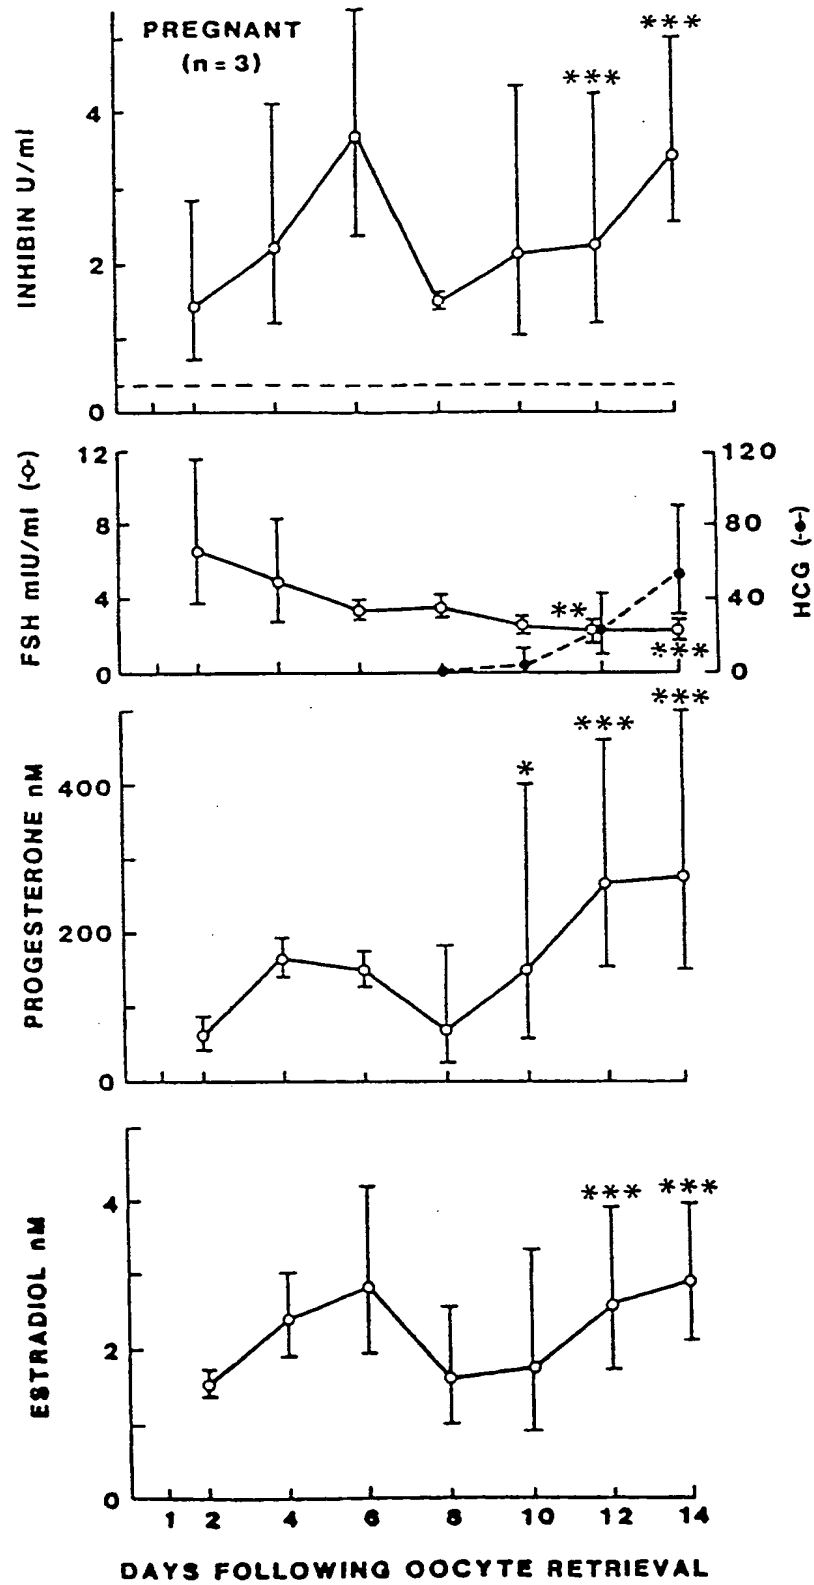 PREGNANT
(n = 3)
***
***
INHIBIN U/ml
4
2
0
FSH mIU/ml (-o-)
12
8
4
0
**
***
120
80
40
0
HCG (-●-)
PROGESTERONE nM
400
200
0
*
***
***
ESTRADIOL nM
4
2
0
***
***
1 2 4 6 8 10 12 14
DAYS FOLLOWING OOCYTE RETRIEVAL